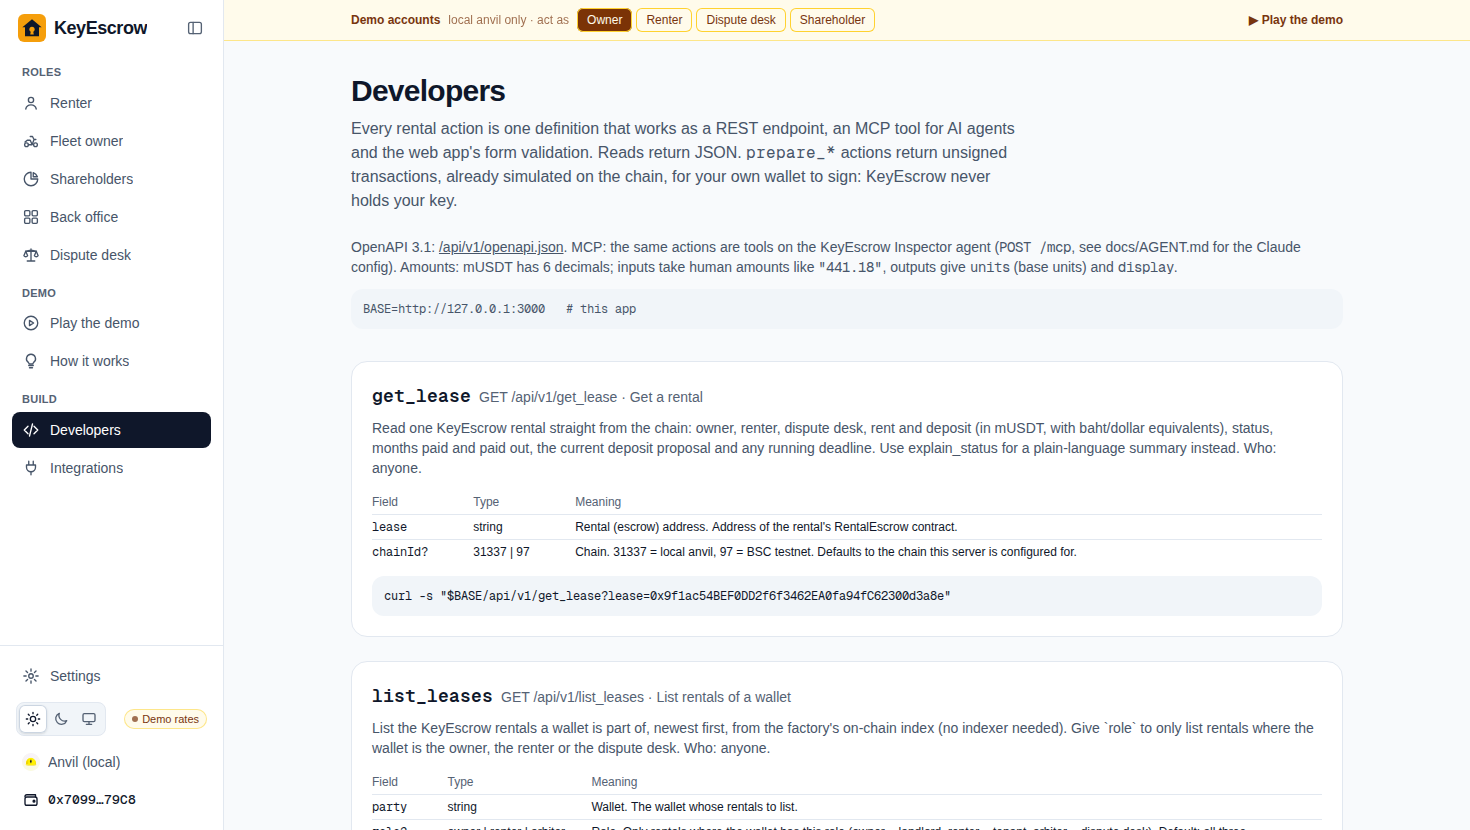 KeyEscrow
ROLES
Renter
Fleet owner
Shareholders
Back office
Dispute desk
DEMO
Play the demo
How it works
BUILD
Developers
Integrations
Settings
Demo rates
Anvil (local)
0x7099…79C8
Demo accounts local anvil only · act as Owner Renter Dispute desk Shareholder ▶ Play the demo
Developers
Every rental action is one definition that works as a REST endpoint, an MCP tool for AI agents
and the web app's form validation. Reads return JSON. prepare_* actions return unsigned
transactions, already simulated on the chain, for your own wallet to sign: KeyEscrow never
holds your key.
OpenAPI 3.1: /api/v1/openapi.json. MCP: the same actions are tools on the KeyEscrow Inspector agent (POST /mcp, see docs/AGENT.md for the Claude
config). Amounts: mUSDT has 6 decimals; inputs take human amounts like "441.18", outputs give units (base units) and display.
BASE=http://127.0.0.1:3000 # this app
get_lease GET /api/v1/get_lease · Get a rental
Read one KeyEscrow rental straight from the chain: owner, renter, dispute desk, rent and deposit (in mUSDT, with baht/dollar equivalents), status,
months paid and paid out, the current deposit proposal and any running deadline. Use explain_status for a plain-language summary instead. Who:
anyone.
Field Type Meaning
lease string Rental (escrow) address. Address of the rental's RentalEscrow contract.
chainId? 31337 | 97 Chain. 31337 = local anvil, 97 = BSC testnet. Defaults to the chain this server is configured for.
curl -s "$BASE/api/v1/get_lease?lease=0x9f1ac54BEF0DD2f6f3462EA0fa94fC62300d3a8e"
list_leases GET /api/v1/list_leases · List rentals of a wallet
List the KeyEscrow rentals a wallet is part of, newest first, from the factory's on-chain index (no indexer needed). Give `role` to only list rentals where the
wallet is the owner, the renter or the dispute desk. Who: anyone.
Field Type Meaning
party string Wallet. The wallet whose rentals to list.